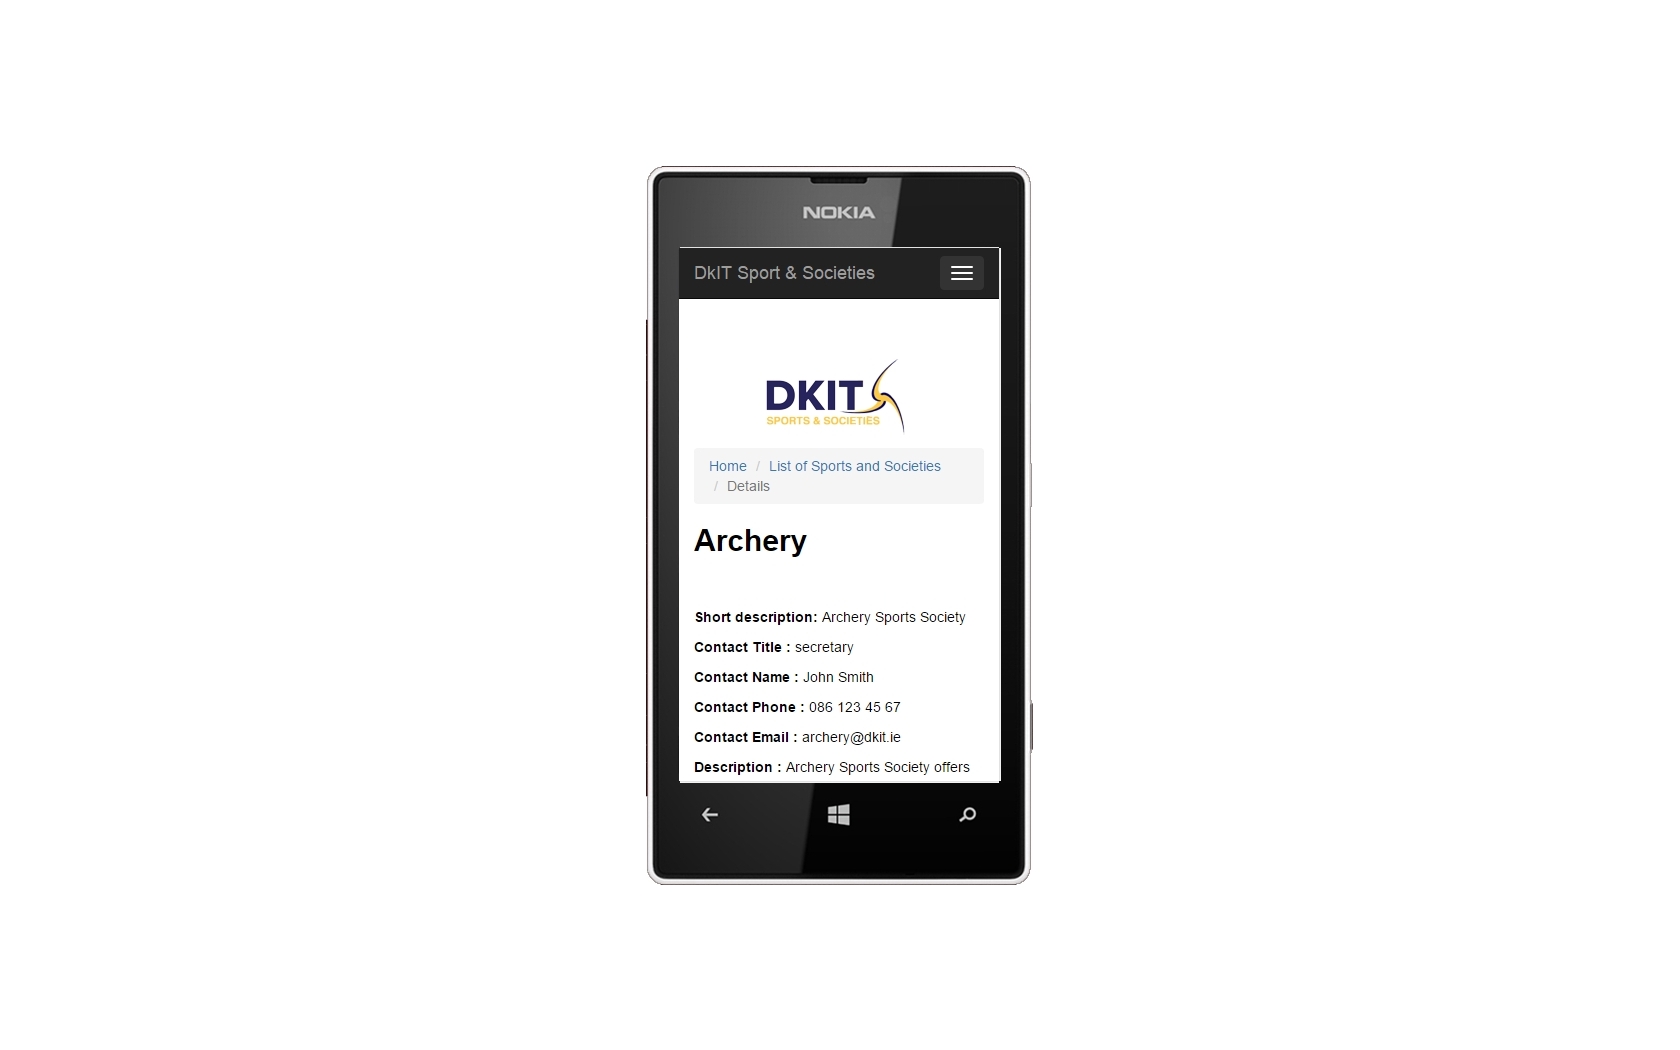 NOKIA
DkIT Sport & Societies
DKIT
SPORTS & SOCIETIES
Home / List of Sports and Societies
/ Details
Archery
Short description: Archery Sports Society
Contact Title : secretary
Contact Name : John Smith
Contact Phone : 086 123 45 67
Contact Email : archery@dkit.ie
Description : Archery Sports Society offers